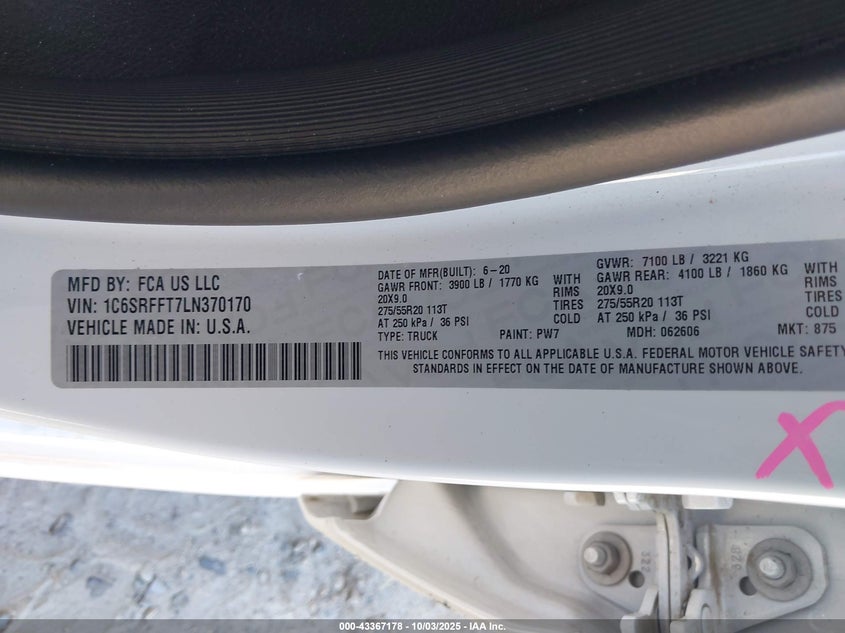 MFD BY: FCA US LLC
VIN: 1C6SRFFT7LN370170
VEHICLE MADE IN: U.S.A.
DATE OF MFR(BUILT): 6-20
GAWR FRONT: 3900 LB / 1770 KG WITH
20X9.0 RIMS
275/55R20 113T TIRES
AT 250 kPa / 36 PSI COLD
TYPE: TRUCK PAINT: PW7
GVWR: 7100 LB / 3221 KG
GAWR REAR: 4100 LB / 1860 KG WITH
20X9.0 RIMS
275/55R20 113T TIRES
AT 250 kPa / 36 PSI COLD
MDH: 062606 MKT: 875
THIS VEHICLE CONFORMS TO ALL APPLICABLE U.S.A. FEDERAL MOTOR VEHICLE SAFETY
STANDARDS IN EFFECT ON THE DATE OF MANUFACTURE SHOWN ABOVE.
X
322
328
000-43367178 - 10/03/2025 - IAA Inc.